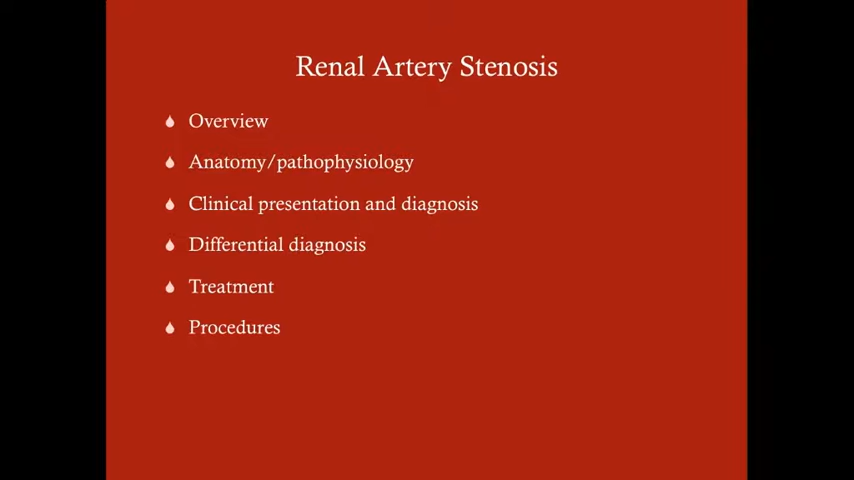 Renal Artery Stenosis
Overview
Anatomy/pathophysiology
Clinical presentation and diagnosis
Differential diagnosis
Treatment
Procedures